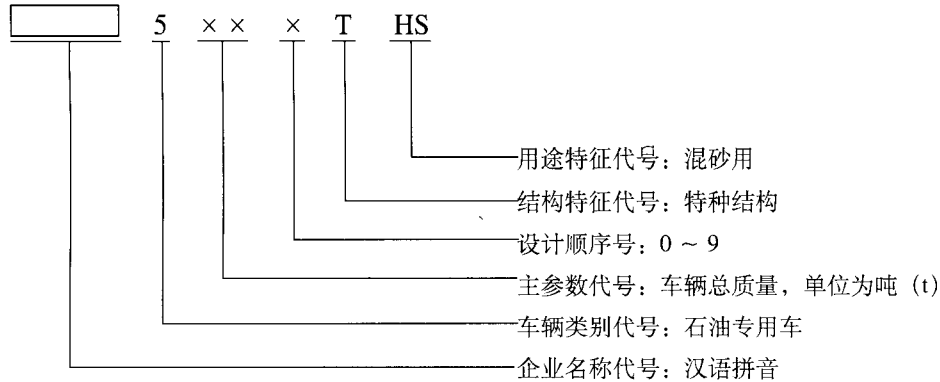 5 ×× × T HS
用途特征代号：混砂用
结构特征代号：特种结构
设计顺序号：0～9
主参数代号：车辆总质量，单位为吨（t）
车辆类别代号：石油专用车
企业名称代号：汉语拼音